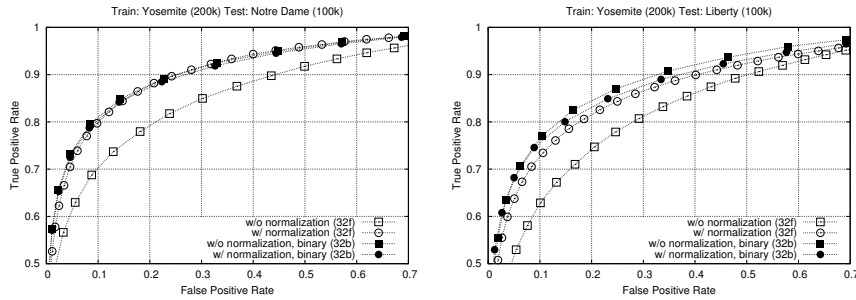 Train: Yosemite (200k) Test: Notre Dame (100k)
1
0.9
0.8
0.7
0.6
0.5
True Positive Rate
0
0.1
0.2
0.3
0.4
0.5
0.6
0.7
False Positive Rate
w/o normalization (32f)
w/ normalization (32f)
w/o normalization, binary (32b)
w/ normalization, binary (32b)
Train: Yosemite (200k) Test: Liberty (100k)
1
0.9
0.8
0.7
0.6
0.5
True Positive Rate
0
0.1
0.2
0.3
0.4
0.5
0.6
0.7
False Positive Rate
w/o normalization (32f)
w/ normalization (32f)
w/o normalization, binary (32b)
w/ normalization, binary (32b)